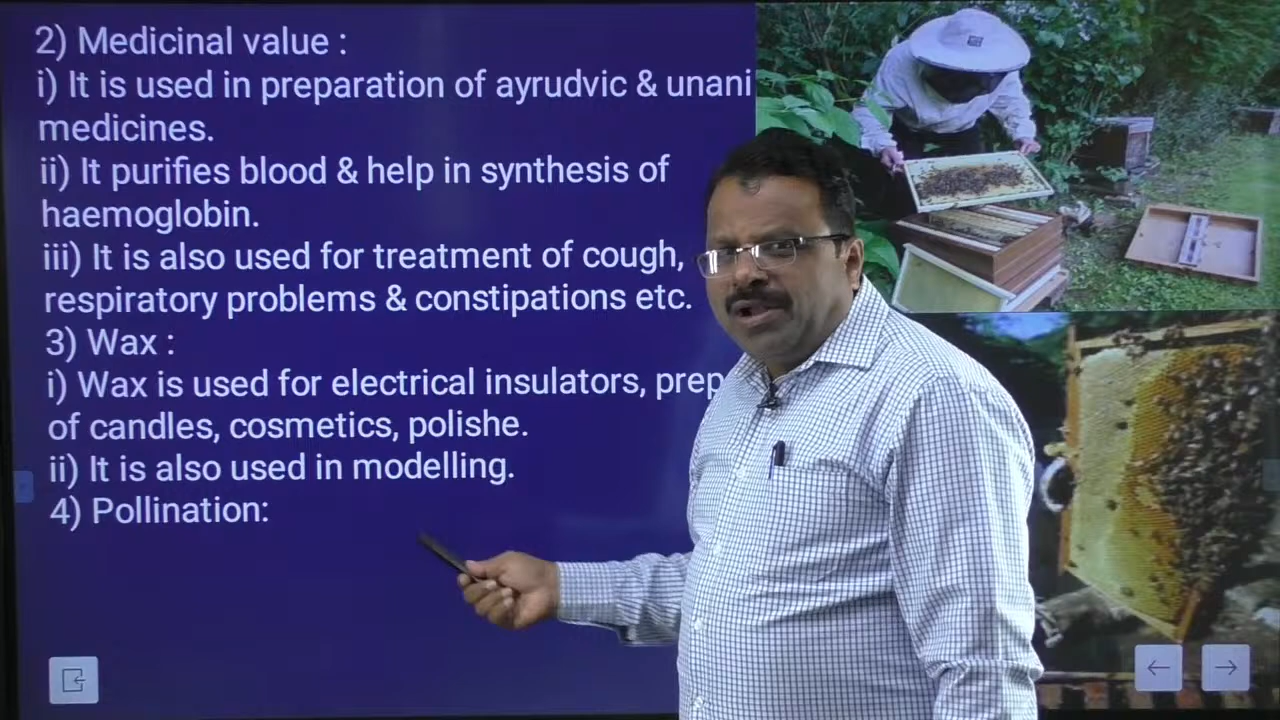 2) Medicinal value :
i) It is used in preparation of ayrudvic & unani
medicines.
ii) It purifies blood & help in synthesis of
haemoglobin.
iii) It is also used for treatment of cough,
respiratory problems & constipations etc.
3) Wax :
i) Wax is used for electrical insulators, prep
of candles, cosmetics, polishe.
ii) It is also used in modelling.
4) Pollination: